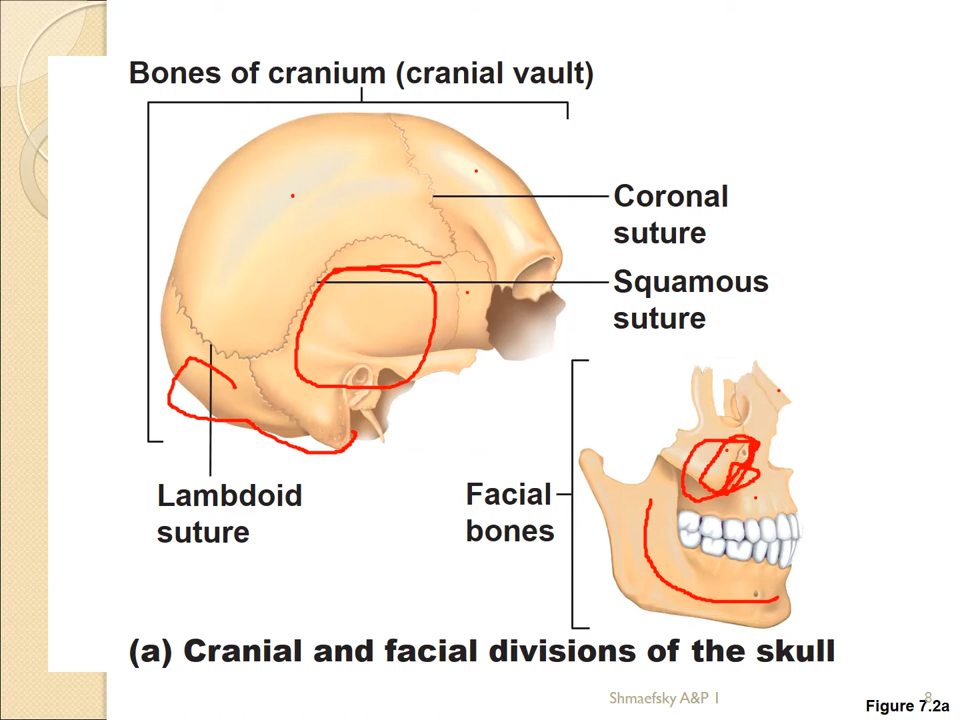 Bones of cranium (cranial vault)
Coronal
suture
Squamous
suture
Lambdoid
suture
Facial
bones
(a) Cranial and facial divisions of the skull
Shmaefsky A&P I
8
Figure 7.2a